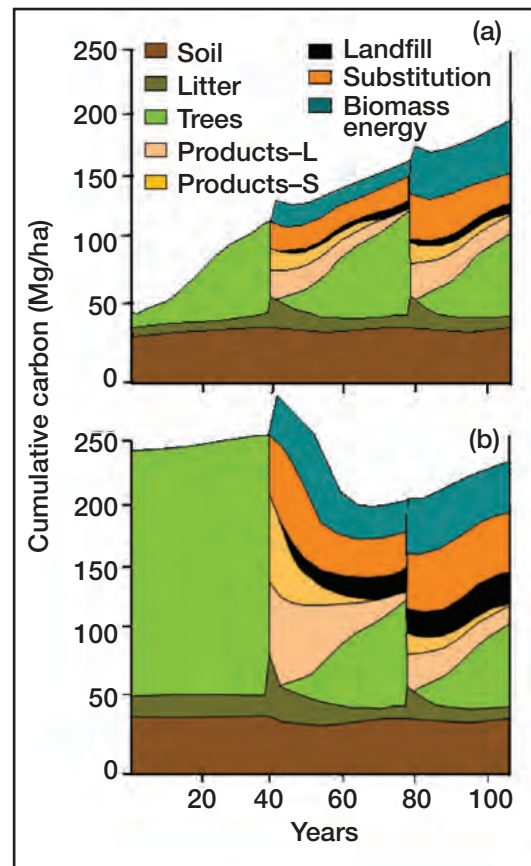 (a)
250
200
150
100
50
0
Soil
Litter
Trees
Products–L
Products–S
Landfill
Substitution
Biomass
energy
Cumulative carbon (Mg/ha)
(b)
250
200
150
100
50
0
20 40 60 80 100
Years